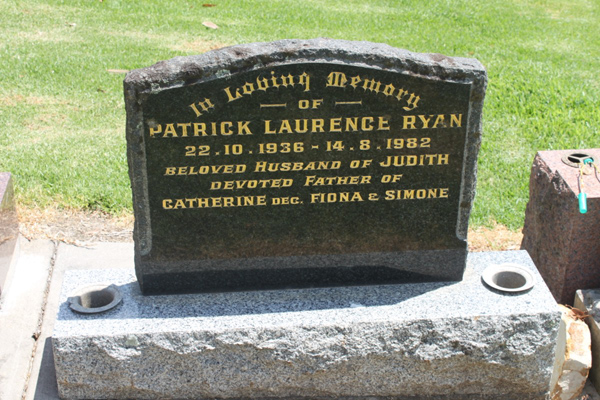 In Loving Memory
OF
PATRICK LAURENCE RYAN
22.10.1936 - 14.8.1982
BELOVED HUSBAND OF JUDITH
DEVOTED FATHER OF
CATHERINE DEC. FIONA & SIMONE